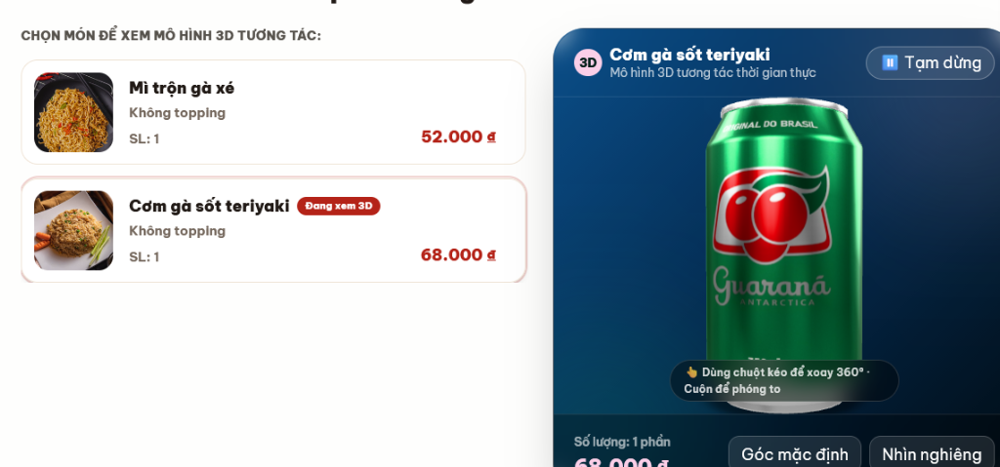 CHỌN MÓN ĐỂ XEM MÔ HÌNH 3D TƯƠNG TÁC:
Mì trộn gà xé
Không topping
SL: 1
52.000 ₫
Cơm gà sốt teriyaki
Đang xem 3D
Không topping
SL: 1
68.000 ₫
3D
Cơm gà sốt teriyaki
Mô hình 3D tương tác thời gian thực
Tạm dừng
ORIGINAL DO BRASIL
Guaraná
ANTARCTICA
Dùng chuột kéo để xoay 360° ·
Cuộn để phóng to
Số lượng: 1 phần
68.000 ₫
Góc mặc định
Nhìn nghiêng